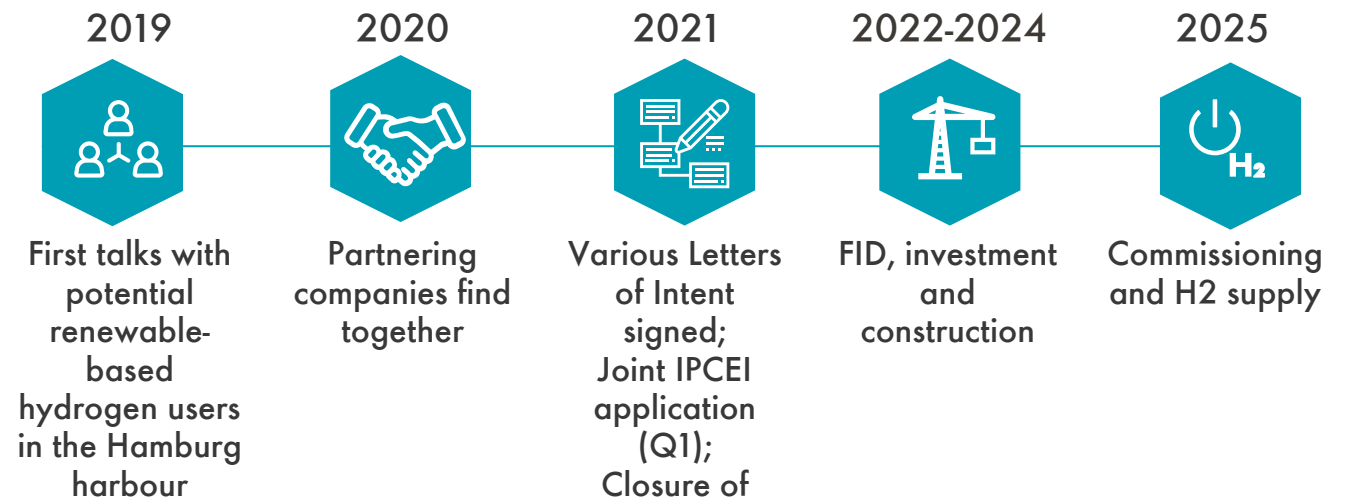 2019
First talks with
potential
renewable-
based
hydrogen users
in the Hamburg
harbour
2020
Partnering
companies find
together
2021
Various Letters
of Intent
signed;
Joint IPCEI
application
(Q1);
Closure of
2022-2024
FID, investment
and
construction
2025
H2
Commissioning
and H2 supply